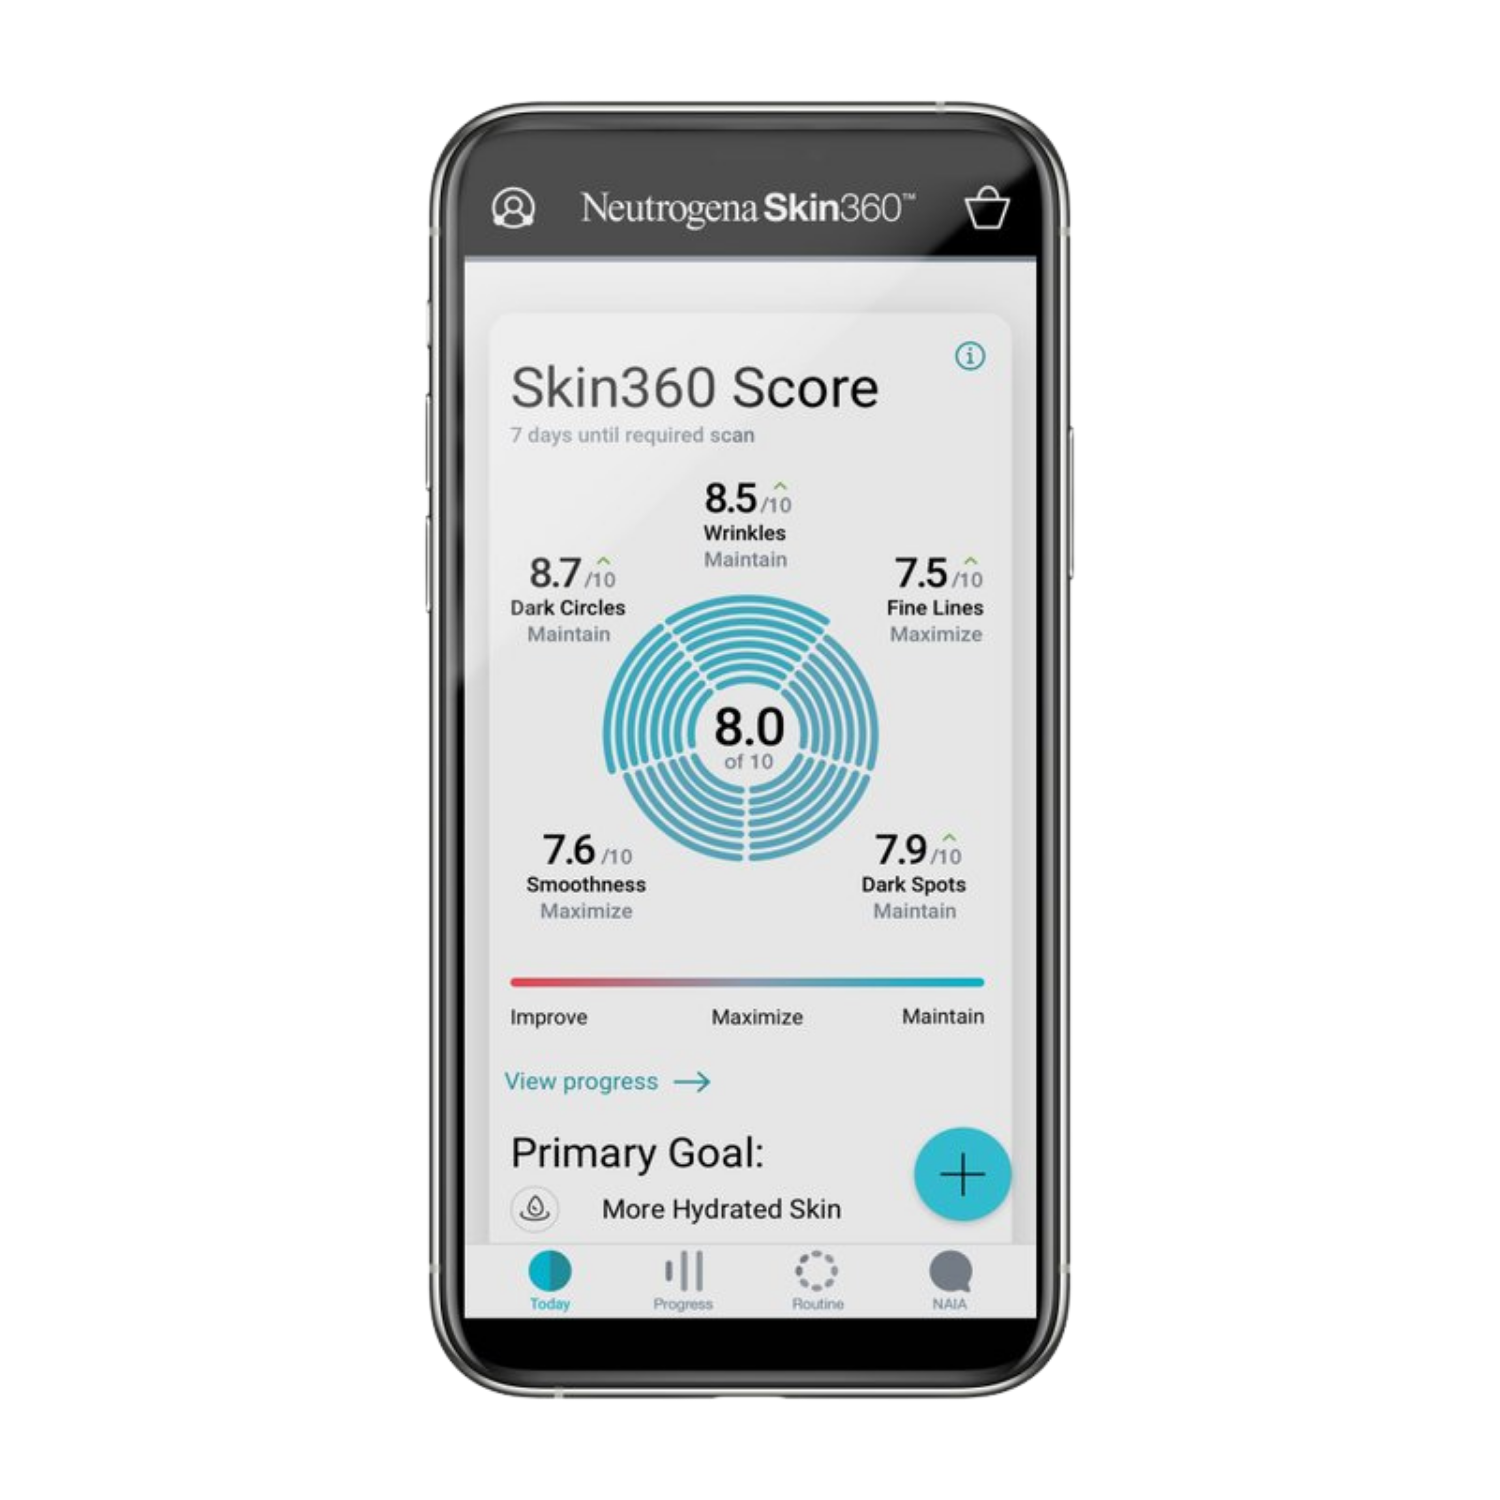 Neutrogena Skin360™
Skin360 Score
7 days until required scan
8.5 /10
Wrinkles
Maintain
8.7 /10
Dark Circles
Maintain
7.5 /10
Fine Lines
Maximize
8.0
of 10
7.6 /10
Smoothness
Maximize
7.9 /10
Dark Spots
Maintain
Improve Maximize Maintain
View progress →
Primary Goal:
More Hydrated Skin
Today Progress Routine NAIA